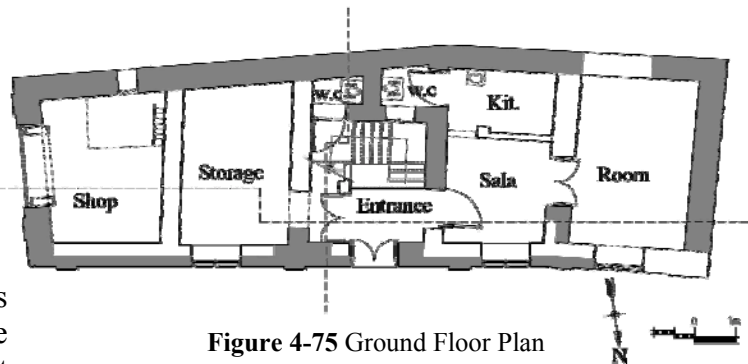 w.c
w.c
Kit.
Shop
Storage
Entrance
Sala
Room
s
e
Figure 4-75 Ground Floor Plan
N
0
1m